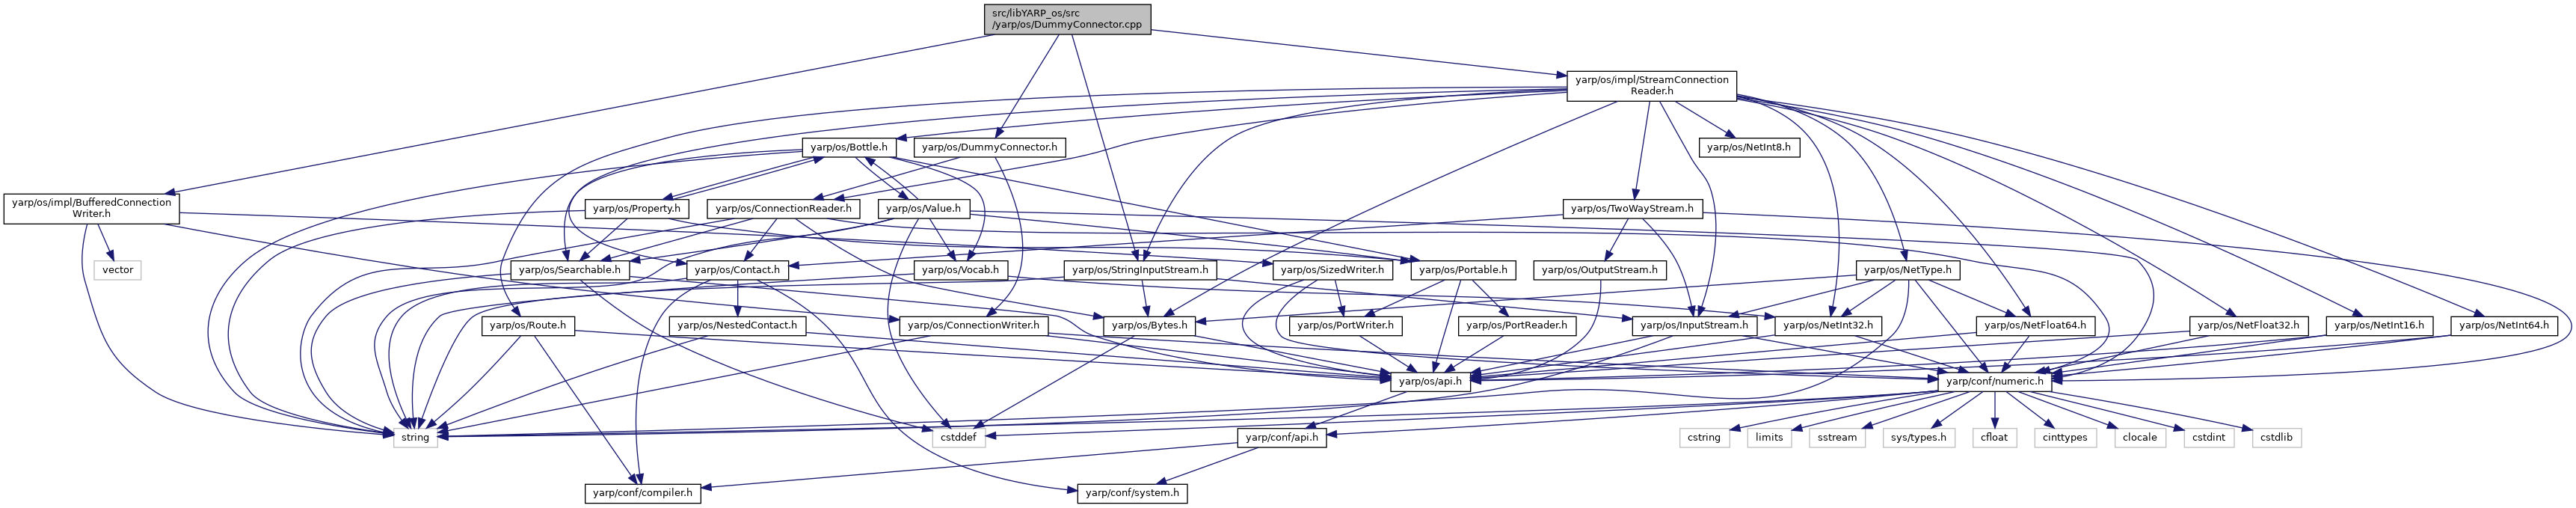 src/libYARP_os/src
/yarp/os/DummyConnector.cpp
yarp/os/impl/StreamConnection
Reader.h
yarp/os/Bottle.h
yarp/os/DummyConnector.h
yarp/os/NetInt8.h
yarp/os/impl/BufferedConnection
Writer.h
yarp/os/Property.h
yarp/os/ConnectionReader.h
yarp/os/Value.h
yarp/os/TwoWayStream.h
vector
yarp/os/Searchable.h
yarp/os/Contact.h
yarp/os/Vocab.h
yarp/os/StringInputStream.h
yarp/os/SizedWriter.h
yarp/os/Portable.h
yarp/os/OutputStream.h
yarp/os/NetType.h
yarp/os/Route.h
yarp/os/NestedContact.h
yarp/os/ConnectionWriter.h
yarp/os/Bytes.h
yarp/os/PortWriter.h
yarp/os/PortReader.h
yarp/os/InputStream.h
yarp/os/NetInt32.h
yarp/os/NetFloat64.h
yarp/os/NetFloat32.h
yarp/os/NetInt16.h
yarp/os/NetInt64.h
yarp/os/api.h
yarp/conf/numeric.h
string
cstddef
yarp/conf/api.h
cstring
limits
sstream
sys/types.h
cfloat
cinttypes
clocale
cstdint
cstdlib
yarp/conf/compiler.h
yarp/conf/system.h